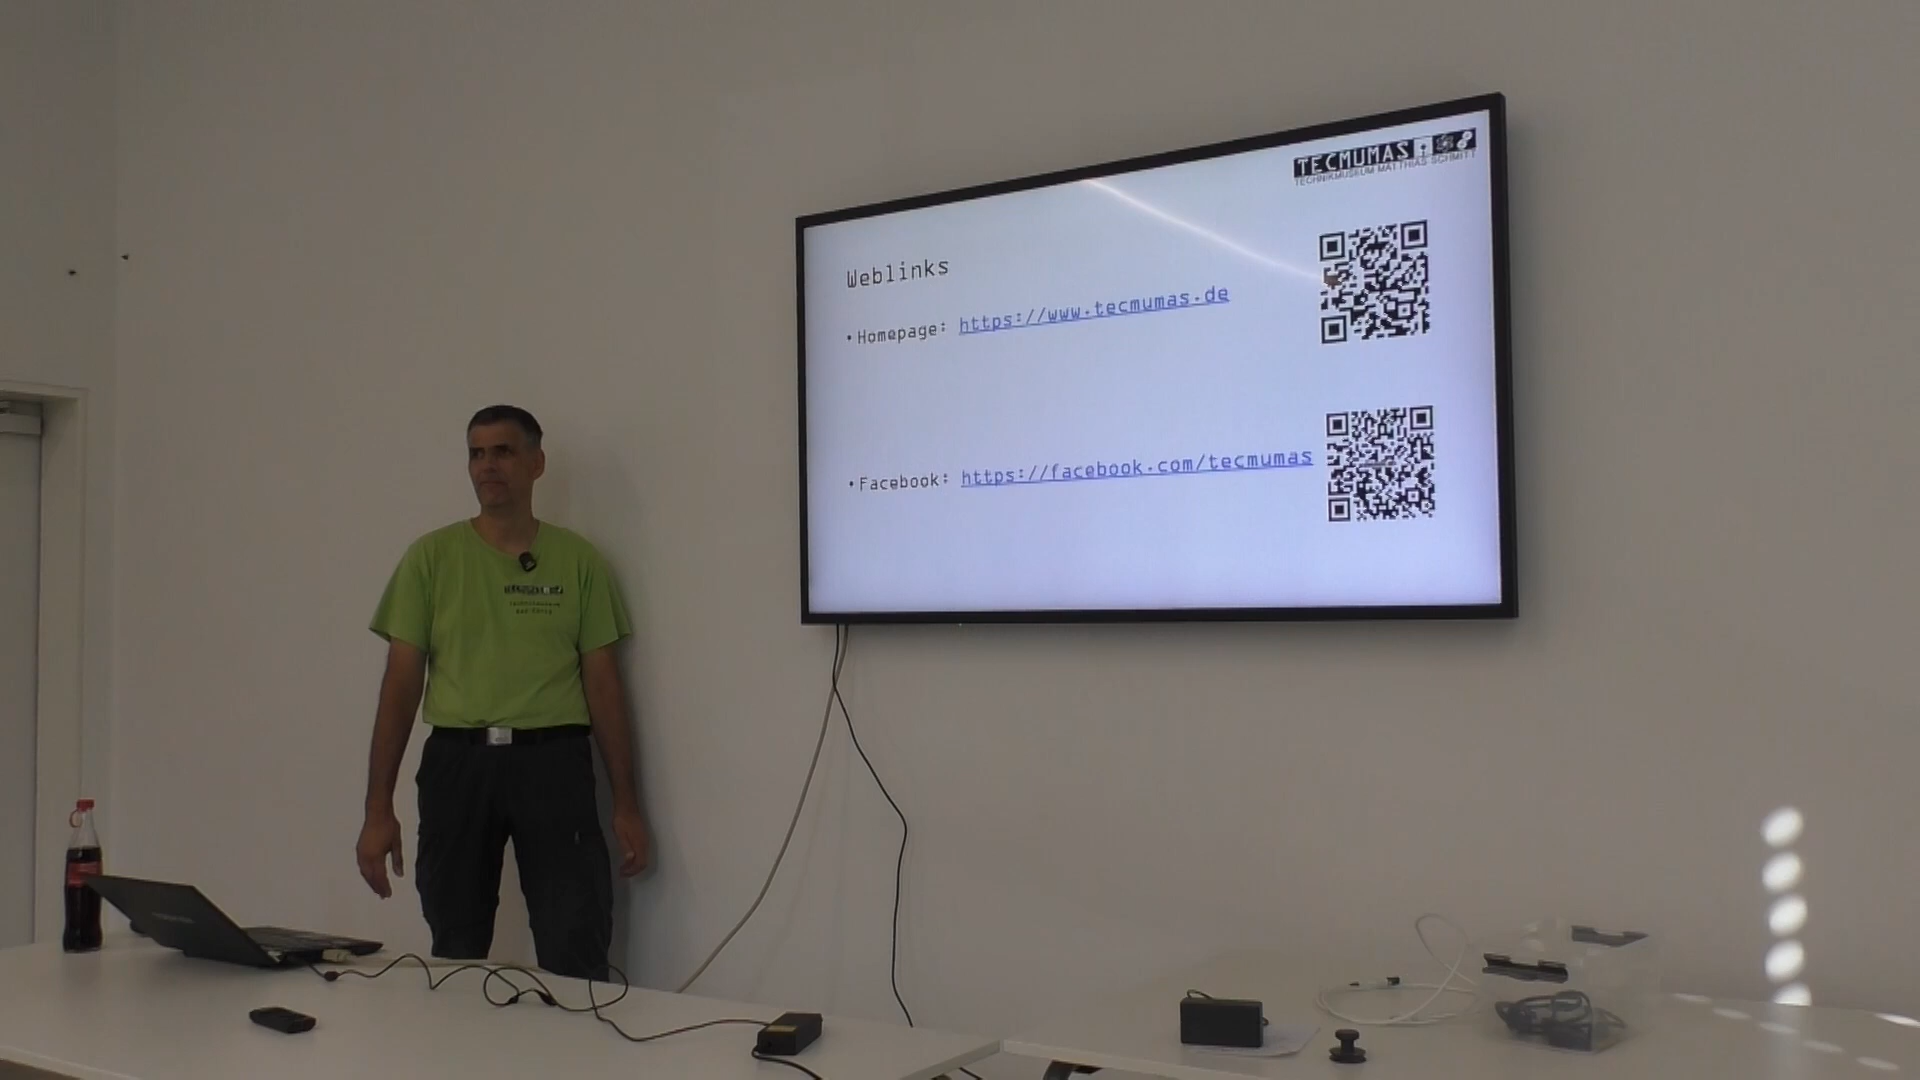 TECMUMAS
TECHNIKMUSEUM MATTHIAS SCHMITT
Weblinks
•Homepage: https://www.tecmumas.de
•Facebook: https://facebook.com/tecmumas